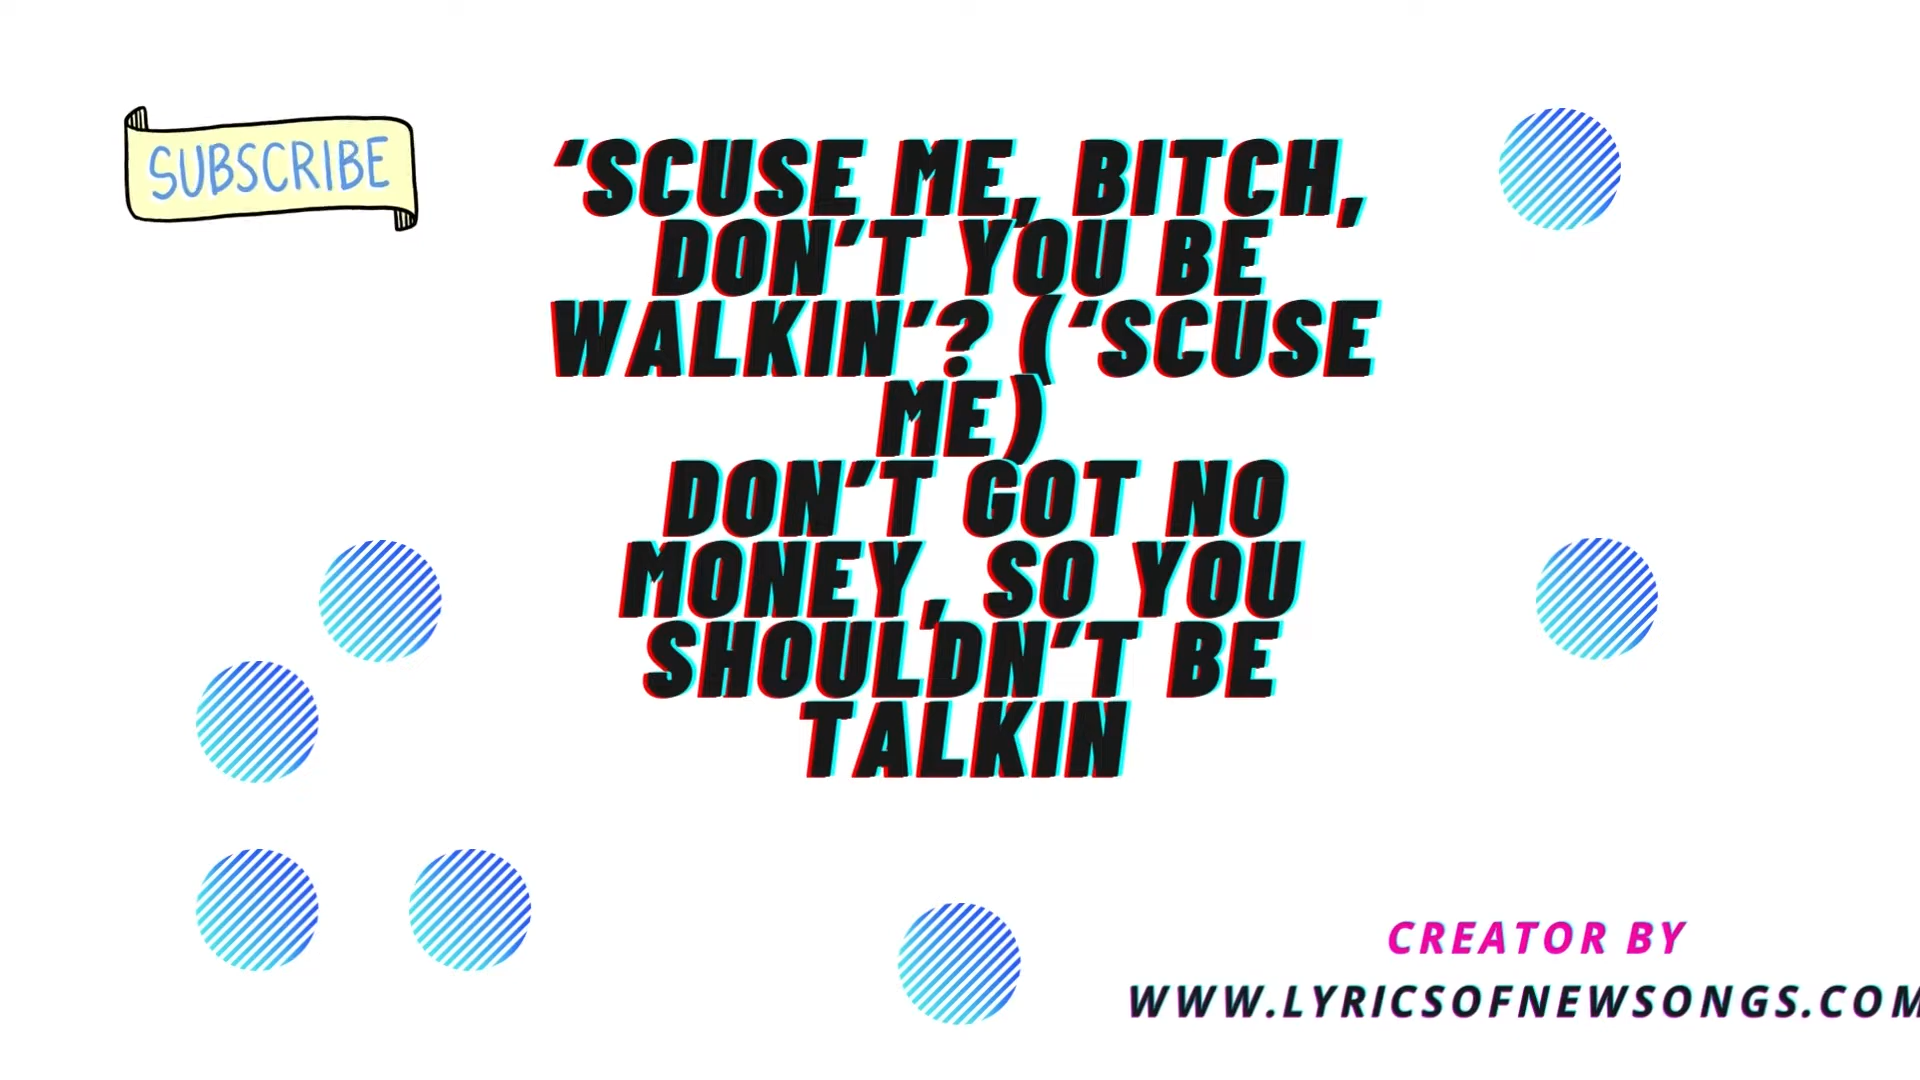 SUBSCRIBE
‘SCUSE ME, BITCH,
DON’T YOU BE
WALKIN’? (‘SCUSE
ME)
DON’T GOT NO
MONEY, SO YOU
SHOULDN’T BE
TALKIN
CREATOR BY
WWW.LYRICSOFNEWSONGS.COM